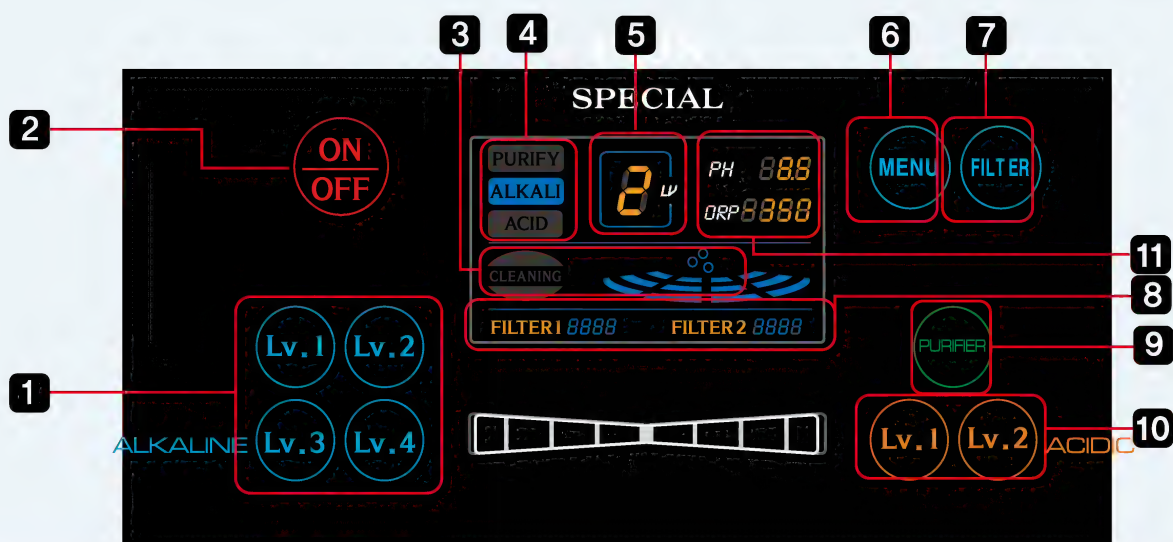 3
4
5
6
7
SPECIAL
2
ON
OFF
PURIFY
ALKALI
ACID
2 LV
PH 88.5
ORP 8380
MENU
FILTER
11
CLEANING
8
FILTER1 8888
FILTER2 8888
PURIFIER
9
1
Lv.1
Lv.2
Lv.3
Lv.4
ALKALINE
Lv.1
Lv.2
ACIDIC
10